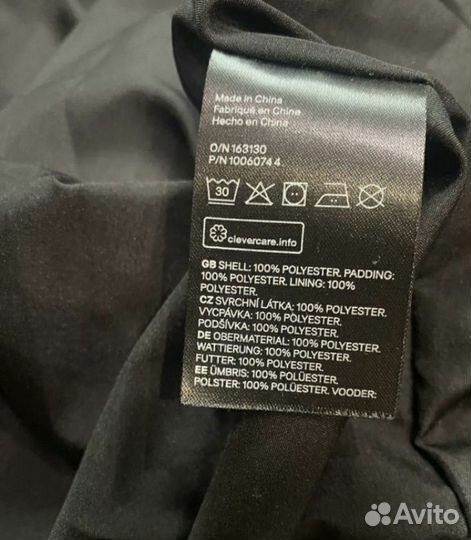 Made in China
Fabriqué en China
Hecho en China
O/N 163130
P/N 1006074 4
30
clevercare.info
GB SHELL: 100% POLYESTER. PADDING:
100% POLYESTER. LINING: 100%
POLYESTER.
CZ SVRCHNÍ LÁTKA: 100% POLYESTER.
VYCPÁVKA: 100% POLYESTER.
PODŠÍVKA: 100% POLYESTER.
DE OBERMATERIAL: 100% POLYESTER.
WATTIERUNG: 100% POLYESTER.
FUTTER: 100% POLYESTER.
EE ÜMBRIS: 100% POLÜESTER.
POLSTER: 100% POLÜESTER. VOODER:
Avito